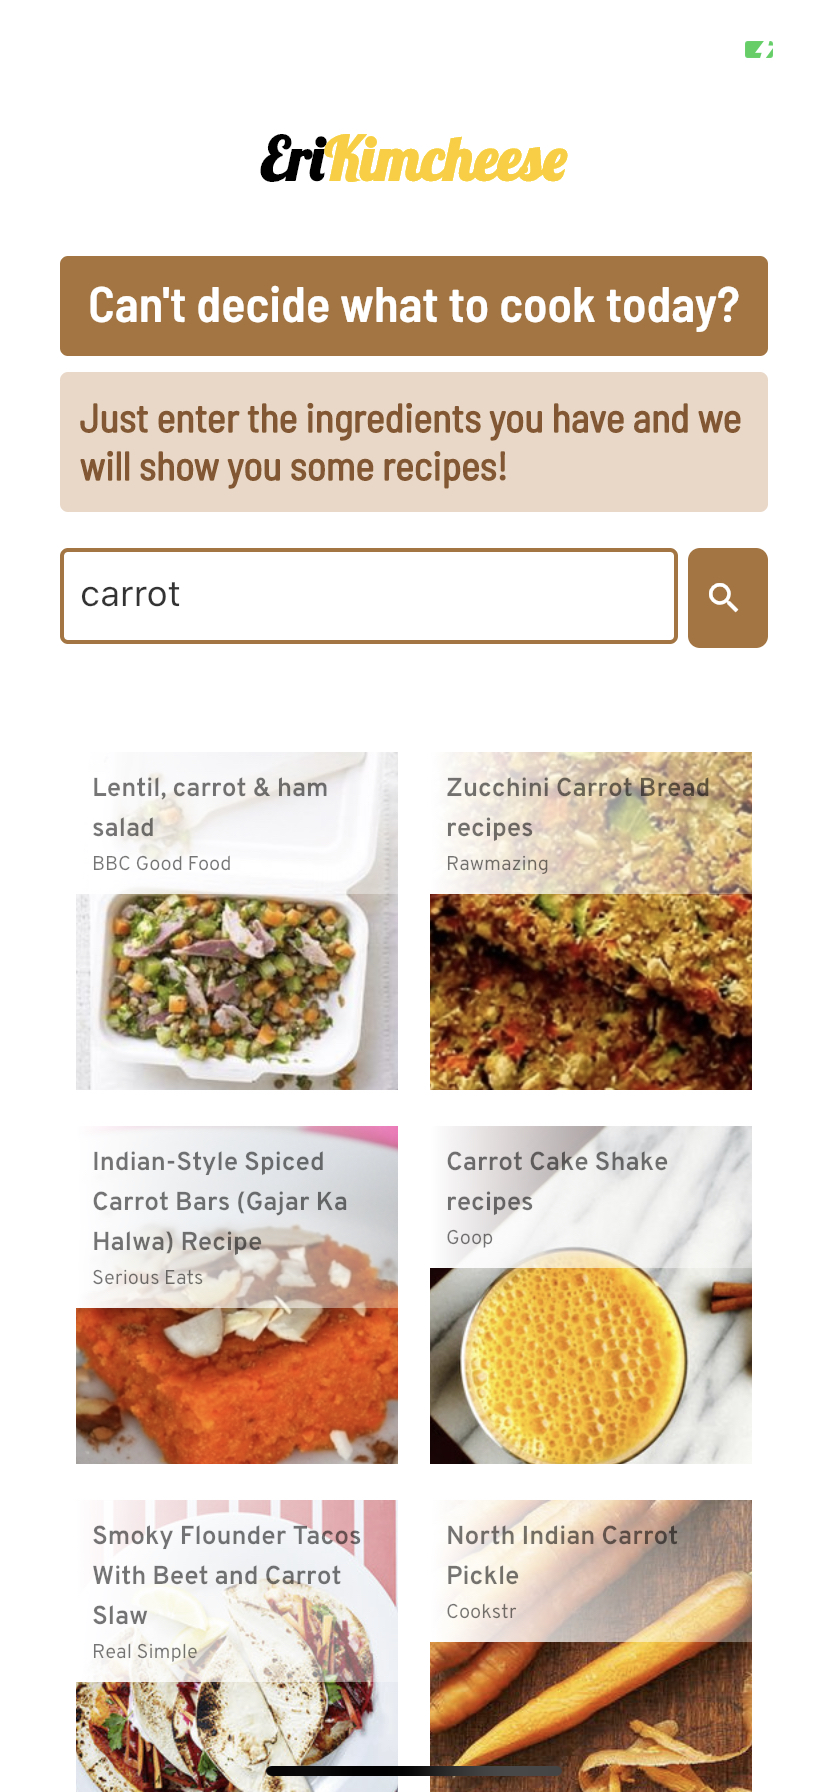 EriKimcheese
Can't decide what to cook today?
Just enter the ingredients you have and we
will show you some recipes!
carrot
Lentil, carrot & ham
salad
BBC Good Food
Zucchini Carrot Bread
recipes
Rawmazing
Indian-Style Spiced
Carrot Bars (Gajar Ka
Halwa) Recipe
Serious Eats
Carrot Cake Shake
recipes
Goop
Smoky Flounder Tacos
With Beet and Carrot
Slaw
Real Simple
North Indian Carrot
Pickle
Cookstr